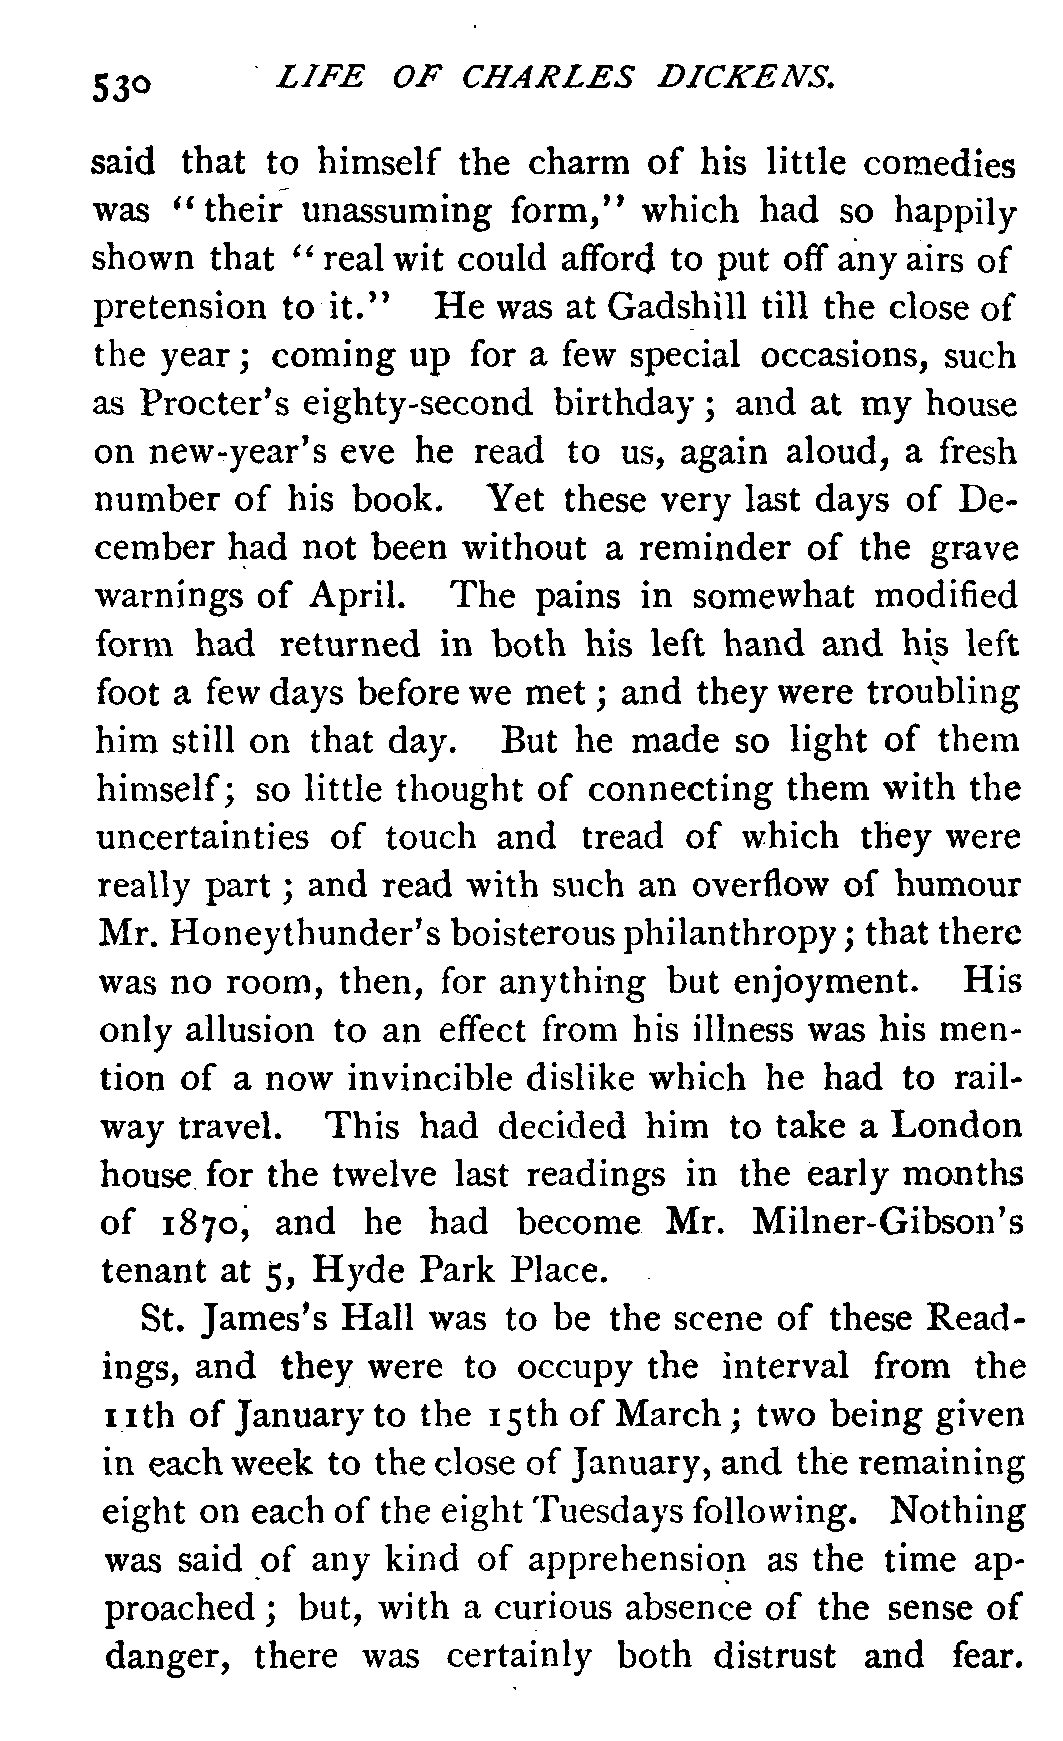 530 LIFE OF CHARLES DICKENS.
said that to himself the charm of his little comedies
was "their unassuming form," which had so happily
shown that "real wit could afford to put off any airs of
pretension to it." He was at Gadshill till the close of
the year; coming up for a few special occasions, such
as Procter's eighty-second birthday; and at my house
on new-year's eve he read to us, again aloud, a fresh
number of his book. Yet these very last days of De-
cember had not been without a reminder of the grave
warnings of April. The pains in somewhat modified
form had returned in both his left hand and his left
foot a few days before we met; and they were troubling
him still on that day. But he made so light of them
himself; so little thought of connecting them with the
uncertainties of touch and tread of which they were
really part; and read with such an overflow of humour
Mr. Honeythunder's boisterous philanthropy; that there
was no room, then, for anything but enjoyment. His
only allusion to an effect from his illness was his men-
tion of a now invincible dislike which he had to rail-
way travel. This had decided him to take a London
house for the twelve last readings in the early months
of 1870, and he had become Mr. Milner-Gibson's
tenant at 5, Hyde Park Place.
St. James's Hall was to be the scene of these Read-
ings, and they were to occupy the interval from the
11th of January to the 15th of March; two being given
in each week to the close of January, and the remaining
eight on each of the eight Tuesdays following. Nothing
was said of any kind of apprehension as the time ap-
proached; but, with a curious absence of the sense of
danger, there was certainly both distrust and fear.